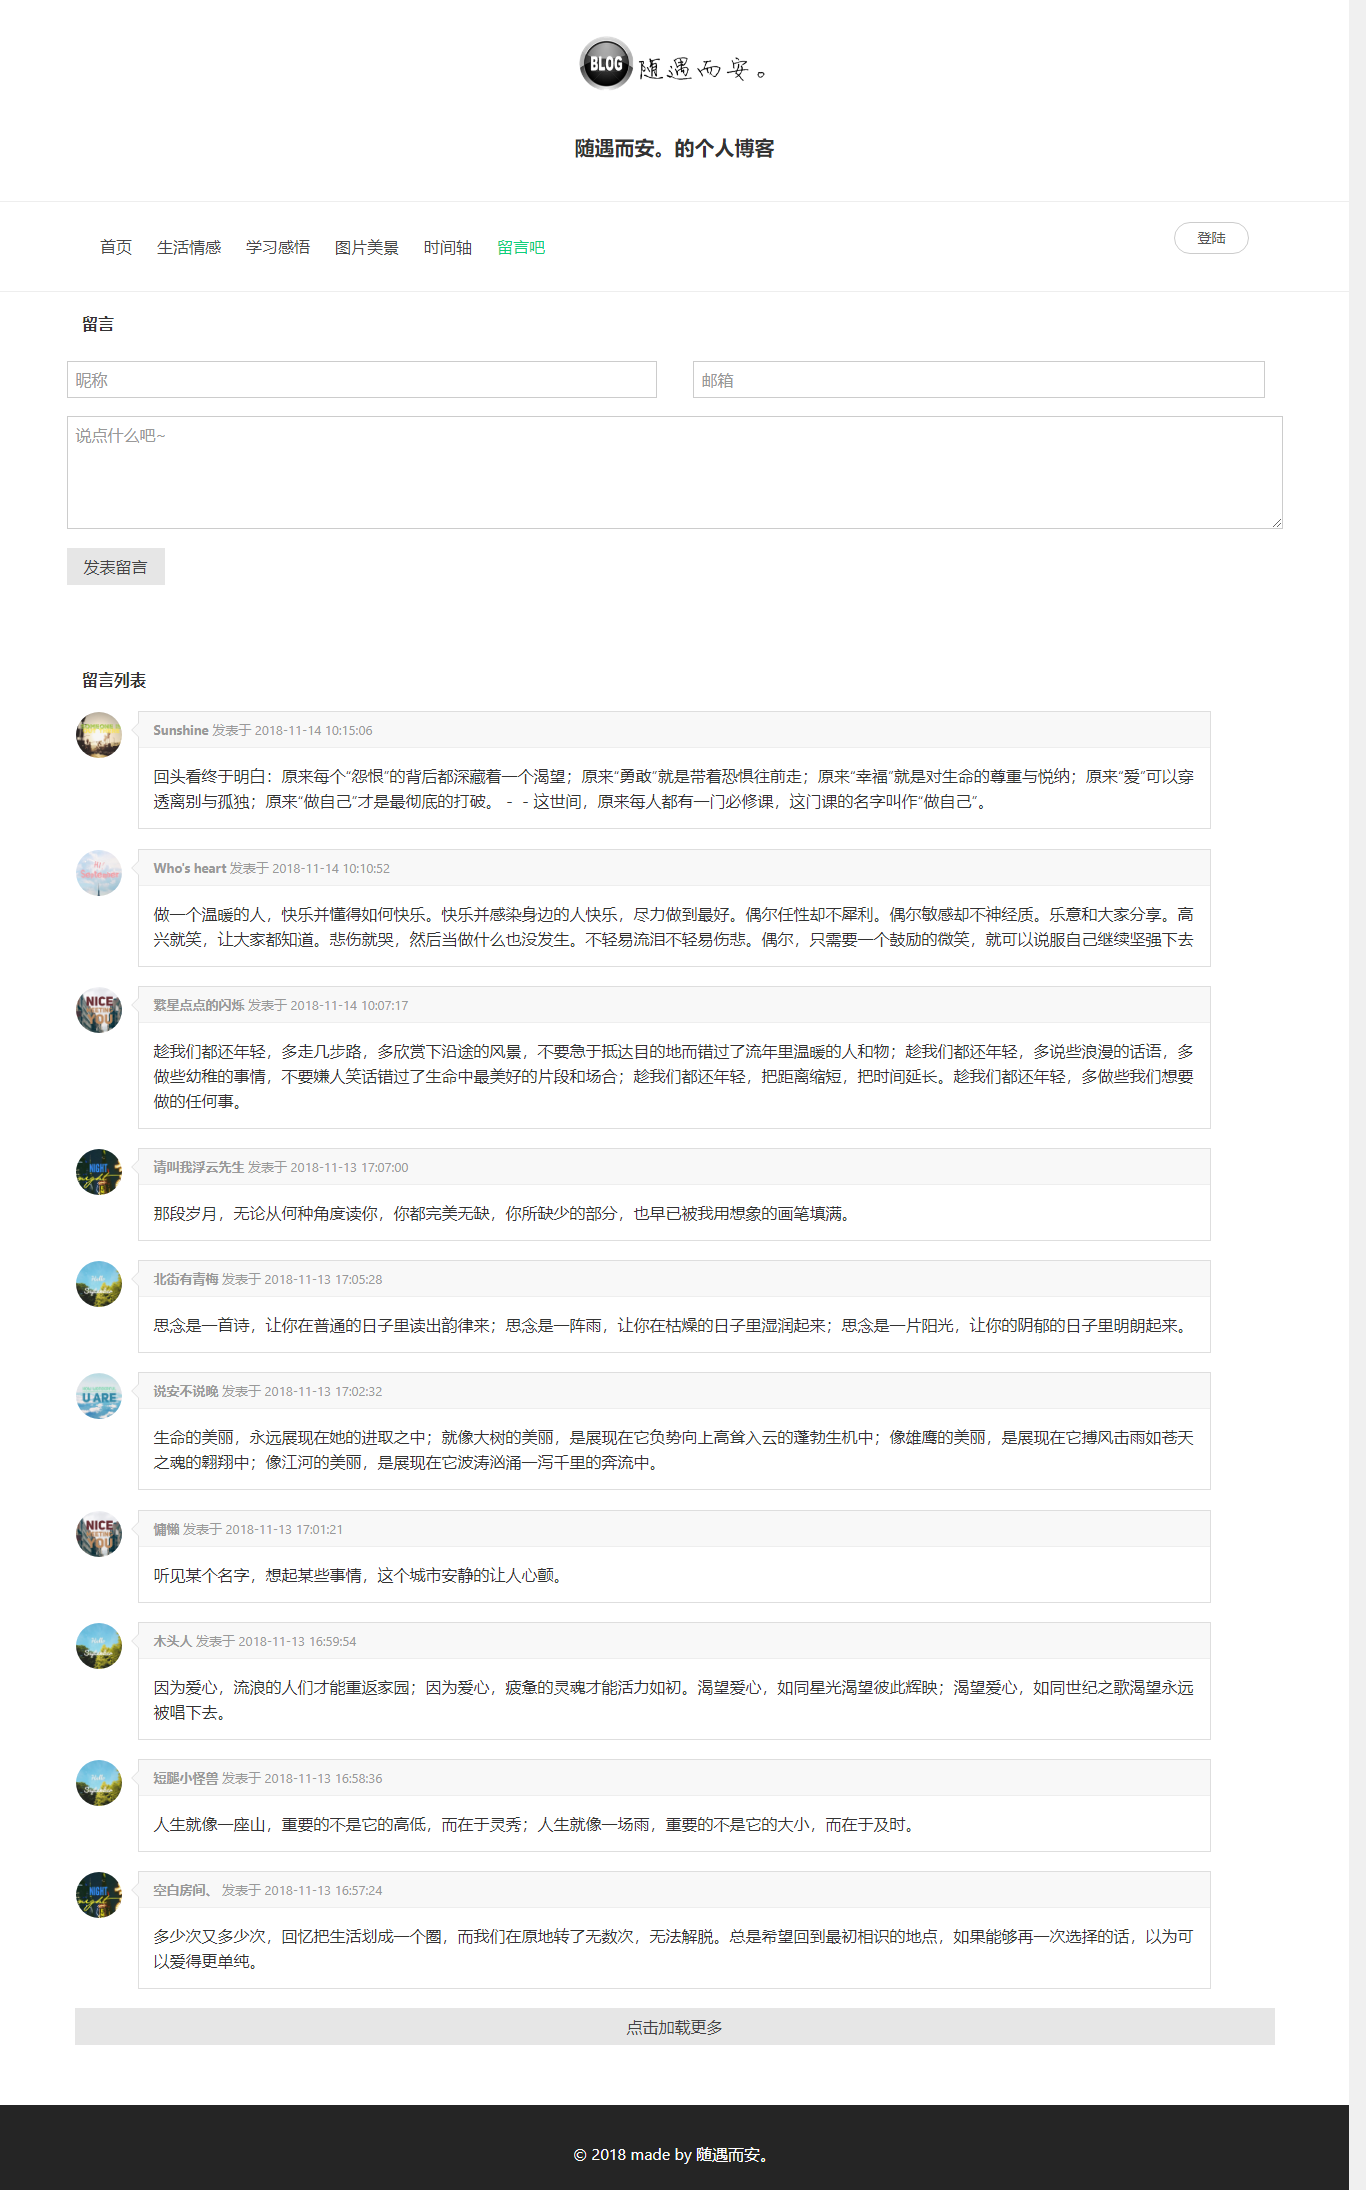 BLOG 随遇而安。
随遇而安。的个人博客
首页 生活情感 学习感悟 图片美景 时间轴 留言吧 登陆
留言
昵称 邮箱
说点什么吧~
发表留言
留言列表
Sunshine 发表于 2018-11-14 10:15:06
回头看终于明白：原来每个“怨恨”的背后都深藏着一个渴望；原来“勇敢”就是带着恐惧往前走；原来“幸福”就是对生命的尊重与悦纳；原来“爱”可以穿
透离别与孤独；原来“做自己”才是最彻底的打破。 - - 这世间，原来每人都有一门必修课，这门课的名字叫作“做自己”。
Who's heart 发表于 2018-11-14 10:10:52
做一个温暖的人，快乐并懂得如何快乐。快乐并感染身边的人快乐，尽力做到最好。偶尔任性却不犀利。偶尔敏感却不神经质。乐意和大家分享。高
兴就笑，让大家都知道。悲伤就哭，然后当做什么也没发生。不轻易流泪不轻易伤悲。偶尔，只需要一个鼓励的微笑，就可以说服自己继续坚强下去
NICE
YOU
繁星点点的闪烁 发表于 2018-11-14 10:07:17
趁我们都还年轻，多走几步路，多欣赏下沿途的风景，不要急于抵达目的地而错过了流年里温暖的人和物；趁我们都还年轻，多说些浪漫的话语，多
做些幼稚的事情，不要嫌人笑话错过了生命中最美好的片段和场合；趁我们都还年轻，把距离缩短，把时间延长。趁我们都还年轻，多做些我们想要
做的任何事。
NIGHT
night
请叫我浮云先生 发表于 2018-11-13 17:07:00
那段岁月，无论从何种角度读你，你都完美无缺，你所缺少的部分，也早已被我用想象的画笔填满。
Hello
September
北街有青梅 发表于 2018-11-13 17:05:28
思念是一首诗，让你在普通的日子里读出韵律来；思念是一阵雨，让你在枯燥的日子里湿润起来；思念是一片阳光，让你的阴郁的日子里明朗起来。
U ARE
说安不说晚 发表于 2018-11-13 17:02:32
生命的美丽，永远展现在她的进取之中；就像大树的美丽，是展现在它负势向上高耸入云的蓬勃生机中；像雄鹰的美丽，是展现在它搏风击雨如苍天
之魂的翱翔中；像江河的美丽，是展现在它波涛汹涌一泻千里的奔流中。
NICE
YOU
慵懒 发表于 2018-11-13 17:01:21
听见某个名字，想起某些事情，这个城市安静的让人心颤。
Hello
September
木头人 发表于 2018-11-13 16:59:54
因为爱心，流浪的人们才能重返家园；因为爱心，疲惫的灵魂才能活力如初。渴望爱心，如同星光渴望彼此辉映；渴望爱心，如同世纪之歌渴望永远
被唱下去。
Hello
September
短腿小怪兽 发表于 2018-11-13 16:58:36
人生就像一座山，重要的不是它的高低，而在于灵秀；人生就像一场雨，重要的不是它的大小，而在于及时。
NIGHT
night
空白房间、 发表于 2018-11-13 16:57:24
多少次又多少次，回忆把生活划成一个圈，而我们在原地转了无数次，无法解脱。总是希望回到最初相识的地点，如果能够再一次选择的话，以为可
以爱得更单纯。
点击加载更多
© 2018 made by 随遇而安。